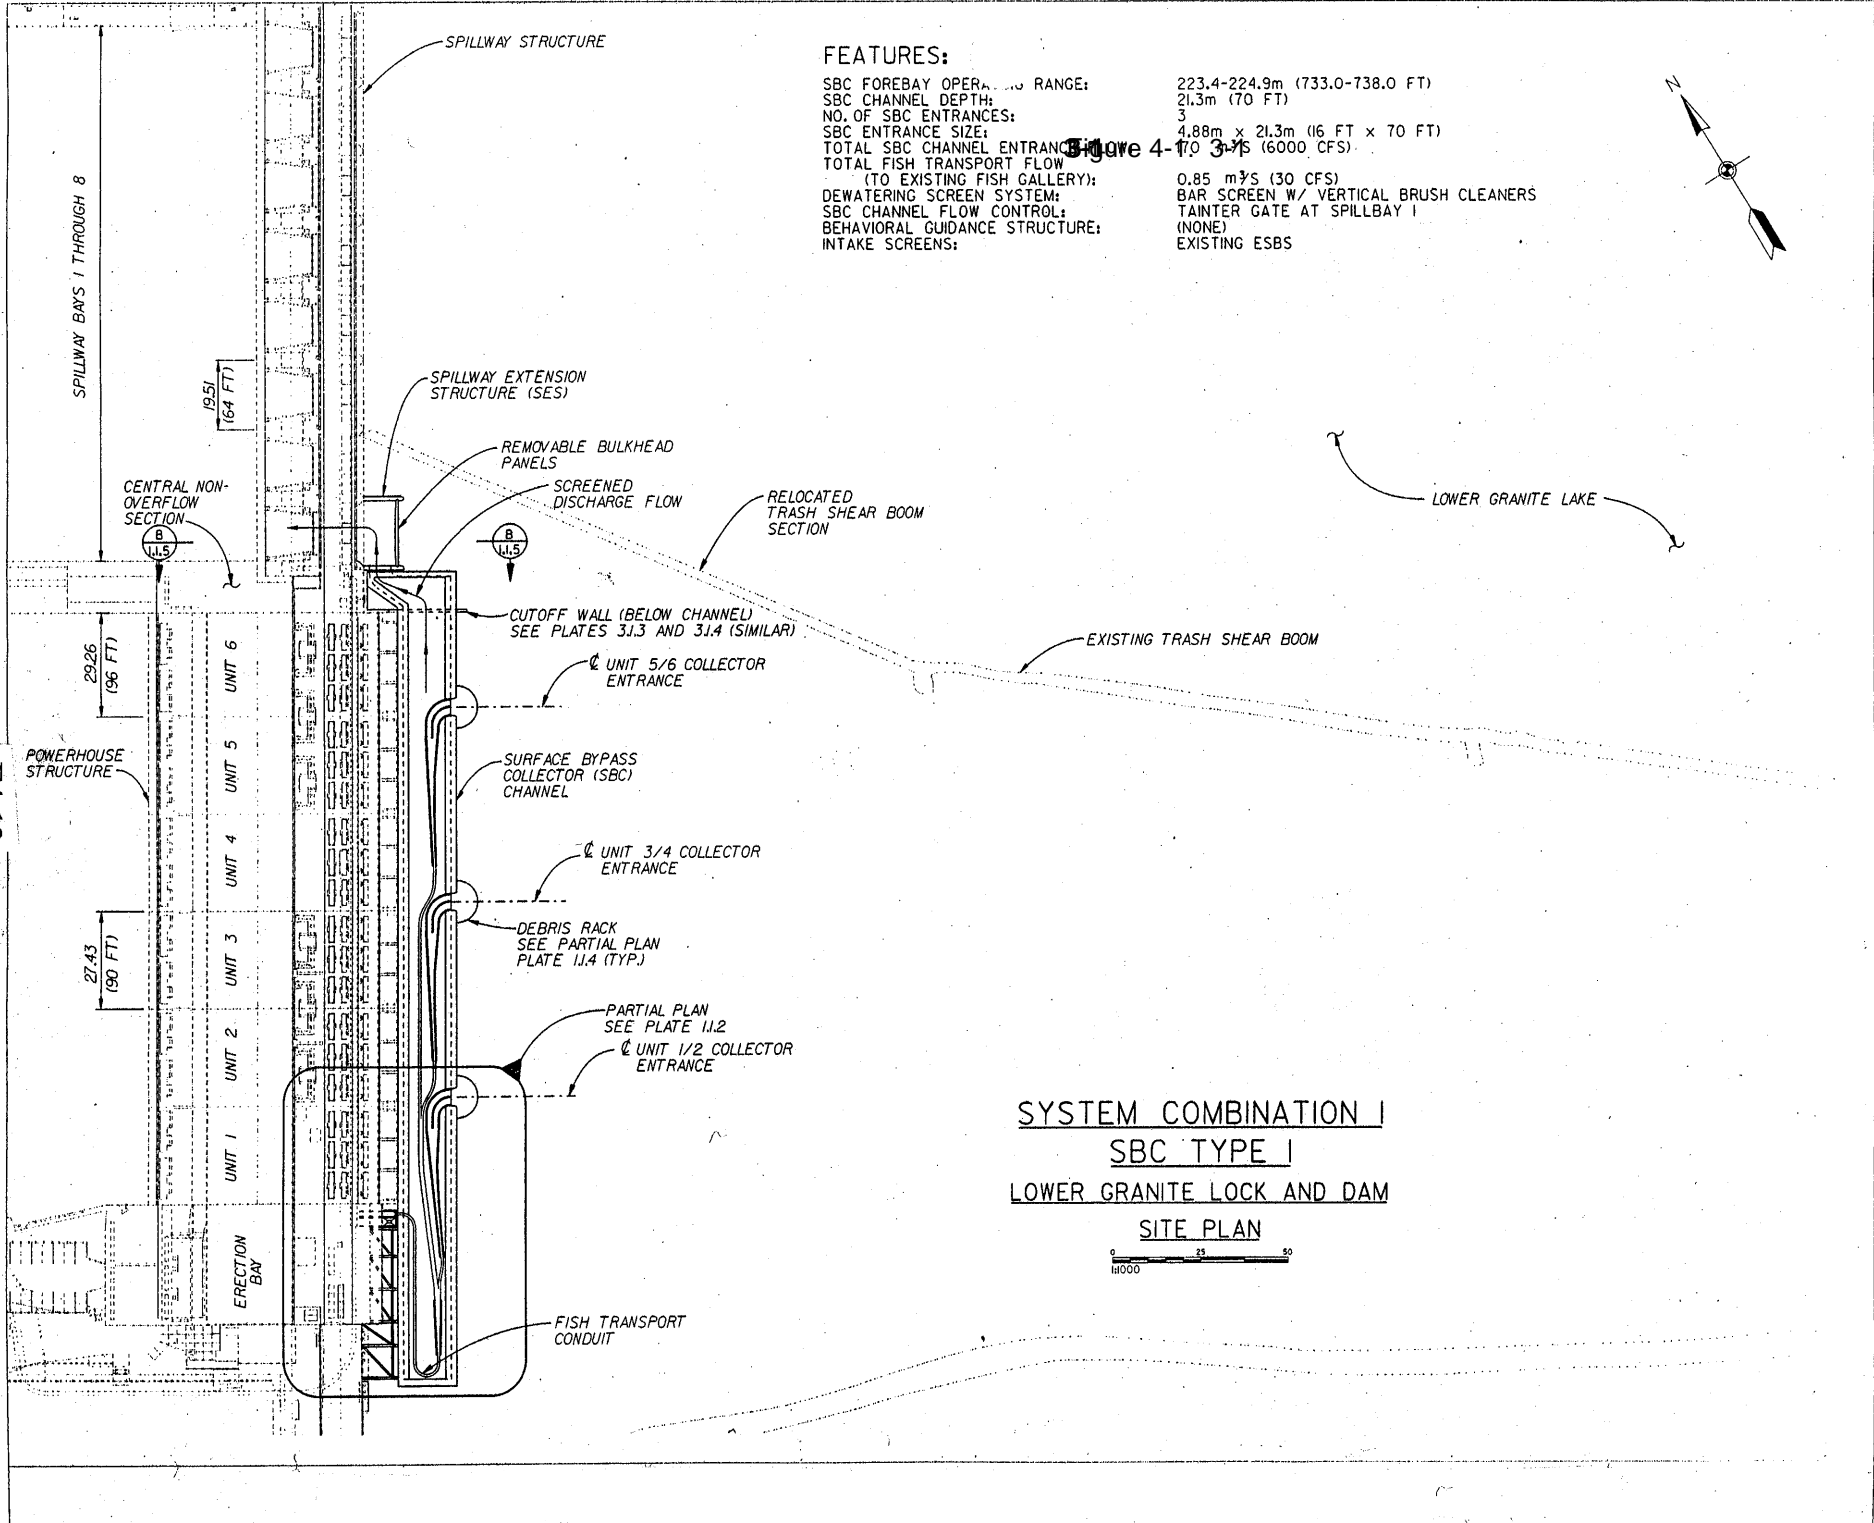 SPILLWAY STRUCTURE
FEATURES:
SBC FOREBAY RANGE: 223.4-224.9m (733.0-738.0 FT)
SBC CHANNEL DEPTH: 21.3m (70 FT)
NO. OF SBC ENTRANCES: 3
SBC ENTRANCE SIZE: 4.88m x 21.3m (16 FT x 70 FT)
TOTAL SBC CHANNEL (6000 CFS)
Figure 4-1. 3-1
TOTAL FISH TRANSPORT FLOW
(TO EXISTING FISH GALLERY): 0.85 m³/S (30 CFS)
DEWATERING SCREEN SYSTEM: BAR SCREEN W/ VERTICAL BRUSH CLEANERS
SBC CHANNEL FLOW CONTROL: TAINTER GATE AT SPILLBAY 1
BEHAVIORAL GUIDANCE STRUCTURE: (NONE)
INTAKE SCREENS: EXISTING ESBS
N
SPILLWAY BAYS 1 THROUGH 8
19.51
(64 FT)
SPILLWAY EXTENSION
STRUCTURE (SES)
REMOVABLE BULKHEAD
PANELS
SCREENED
DISCHARGE FLOW
RELOCATED
TRASH SHEAR BOOM
SECTION
LOWER GRANITE LAKE
CENTRAL NON-
OVERFLOW
SECTION
B
1.1.5
B
1.1.5
CUTOFF WALL (BELOW CHANNEL)
SEE PLATES 3.1.3 AND 3.1.4 (SIMILAR)
EXISTING TRASH SHEAR BOOM
29.26
(96 FT)
UNIT 6
℄ UNIT 5/6 COLLECTOR
ENTRANCE
POWERHOUSE
STRUCTURE
UNIT 5
SURFACE BYPASS
COLLECTOR (SBC)
CHANNEL
UNIT 4
℄ UNIT 3/4 COLLECTOR
ENTRANCE
27.43
(90 FT)
UNIT 3
DEBRIS RACK
SEE PARTIAL PLAN
PLATE 1.1.4 (TYP.)
UNIT 2
PARTIAL PLAN
SEE PLATE 1.1.2
℄ UNIT 1/2 COLLECTOR
ENTRANCE
UNIT 1
ERECTION
BAY
FISH TRANSPORT
CONDUIT
SYSTEM COMBINATION 1
SBC TYPE 1
LOWER GRANITE LOCK AND DAM
SITE PLAN
0 25 50
1:1000